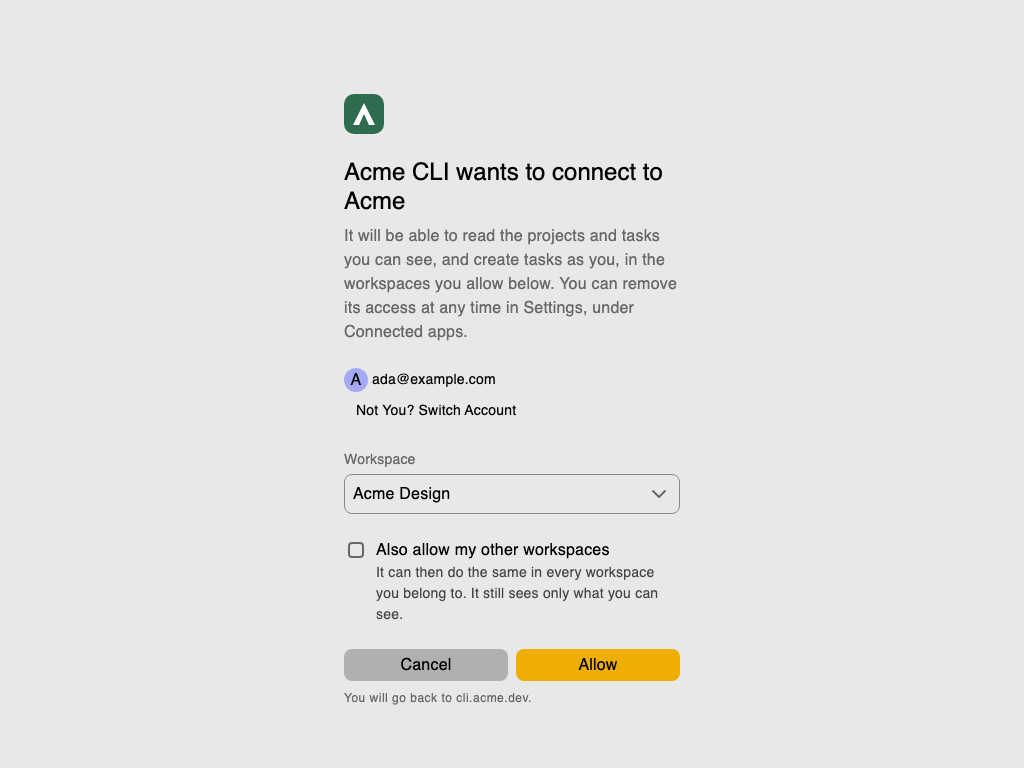 Acme CLI wants to connect to
Acme
It will be able to read the projects and tasks
you can see, and create tasks as you, in the
workspaces you allow below. You can remove
its access at any time in Settings, under
Connected apps.
A ada@example.com
Not You? Switch Account
Workspace
Acme Design
Also allow my other workspaces
It can then do the same in every workspace
you belong to. It still sees only what you can
see.
Cancel Allow
You will go back to cli.acme.dev.